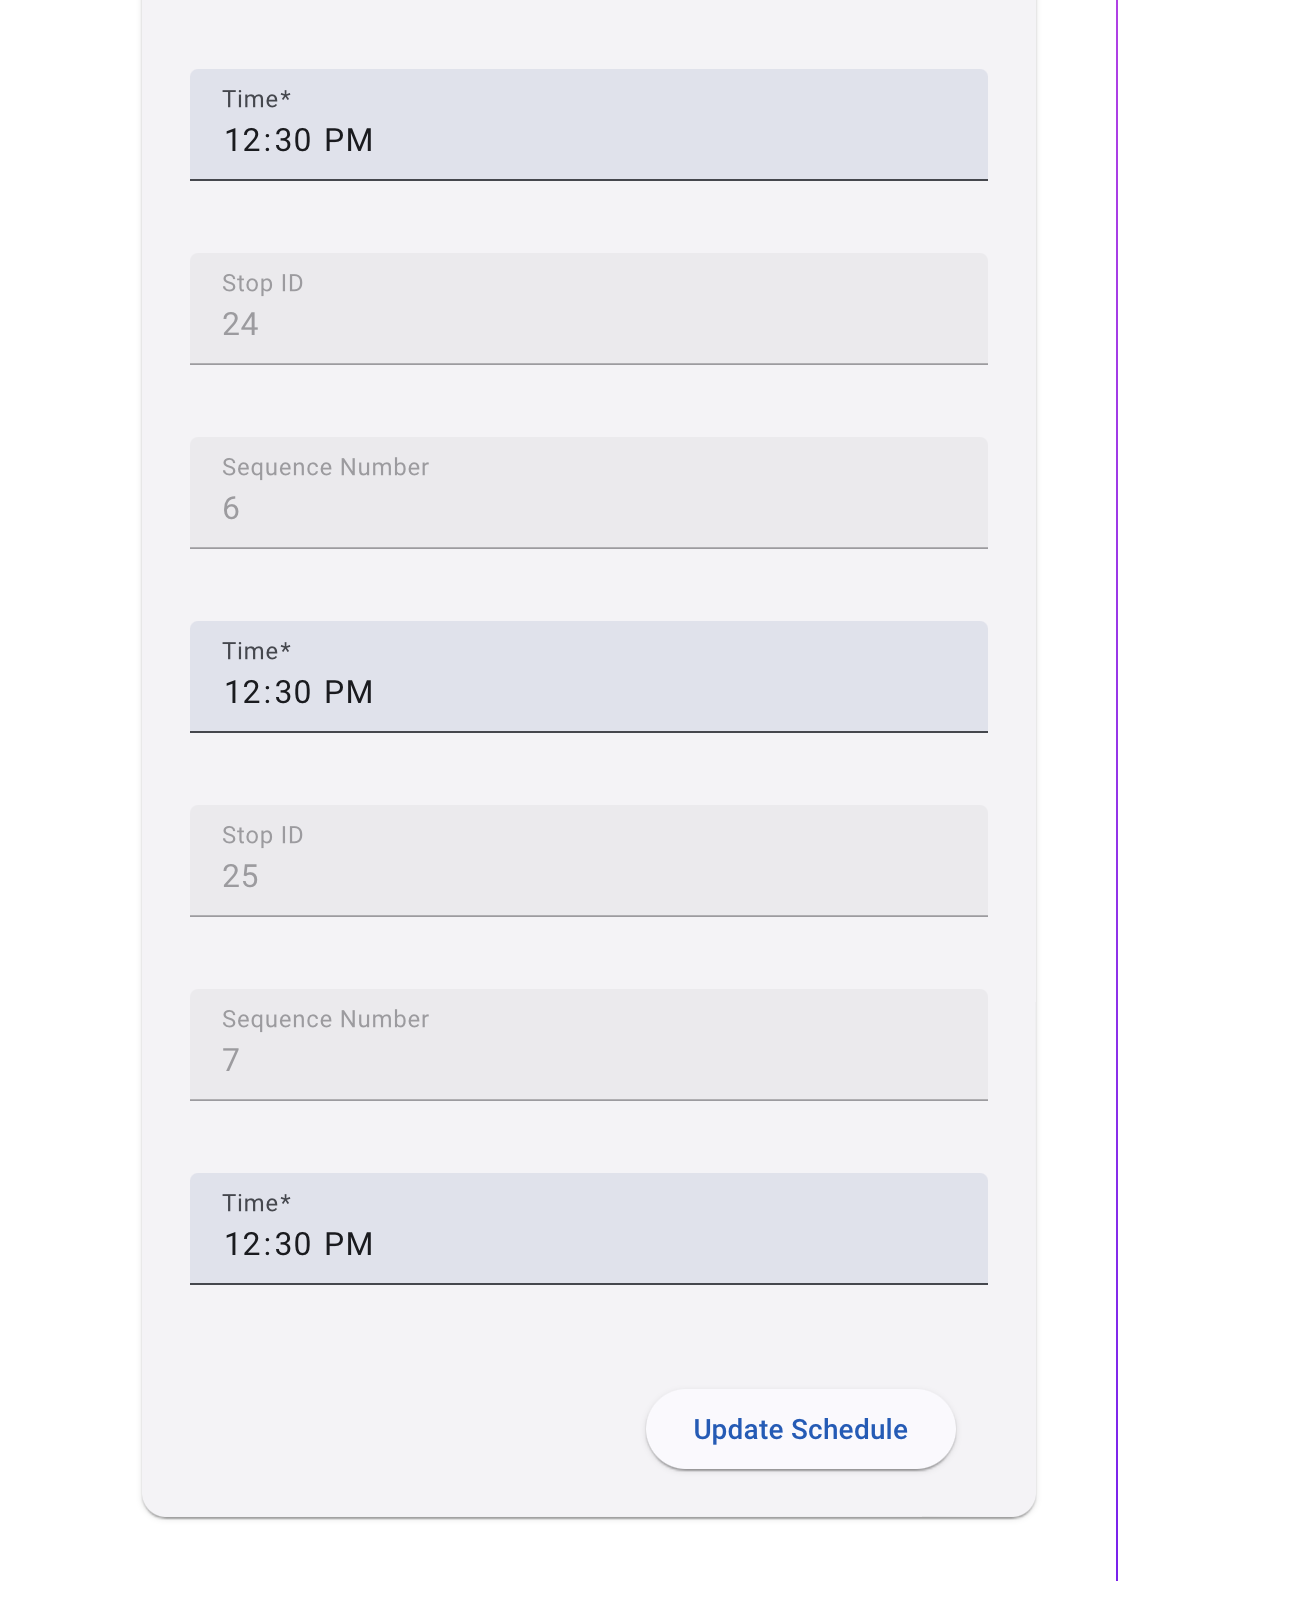 Time*
12:30 PM
Stop ID
24
Sequence Number
6
Time*
12:30 PM
Stop ID
25
Sequence Number
7
Time*
12:30 PM
Update Schedule